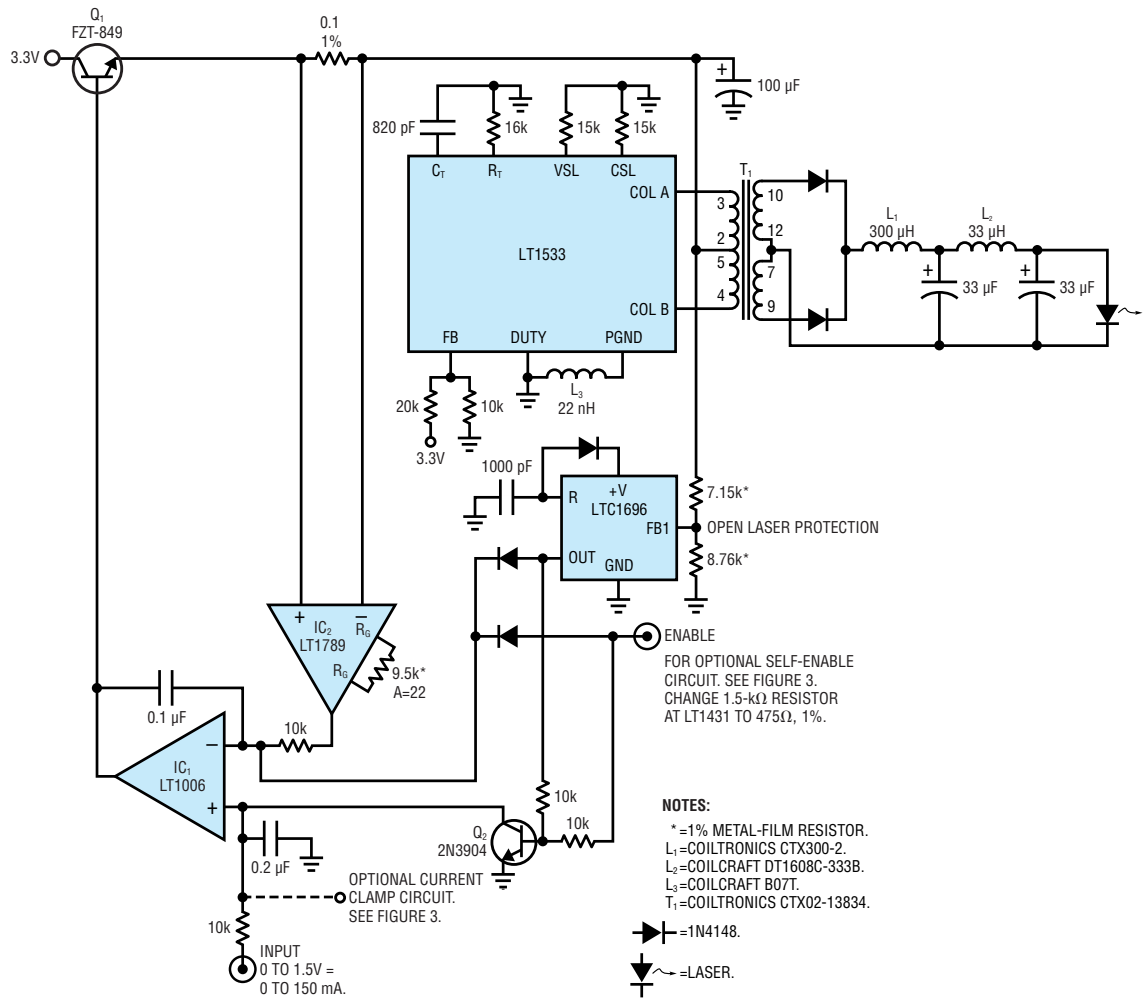 Q₁
FZT-849
3.3V
0.1
1%
100 µF
820 pF
16k
15k
15k
C_T
R_T
VSL
CSL
COL A
LT1533
COL B
FB
DUTY
PGND
T₁
3
2
5
4
10
12
7
9
L₁
300 µH
L₂
33 µH
+
33 µF
+
33 µF
+
20k
10k
3.3V
L₃
22 nH
1000 pF
R
+V
LTC1696
FB1
OUT
GND
7.15k*
OPEN LASER PROTECTION
8.76k*
+
–
IC₂
LT1789
R_G
R_G
9.5k*
A=22
ENABLE
FOR OPTIONAL SELF-ENABLE
CIRCUIT. SEE FIGURE 3.
CHANGE 1.5-kΩ RESISTOR
AT LT1431 TO 475Ω, 1%.
0.1 µF
10k
–
IC₁
LT1006
+
0.2 µF
Q₂
2N3904
10k
10k
OPTIONAL CURRENT
CLAMP CIRCUIT.
SEE FIGURE 3.
10k
INPUT
0 TO 1.5V =
0 TO 150 mA.
NOTES:
*=1% METAL-FILM RESISTOR.
L₁=COILTRONICS CTX300-2.
L₂=COILCRAFT DT1608C-333B.
L₃=COILCRAFT B07T.
T₁=COILTRONICS CTX02-13834.
=1N4148.
=LASER.